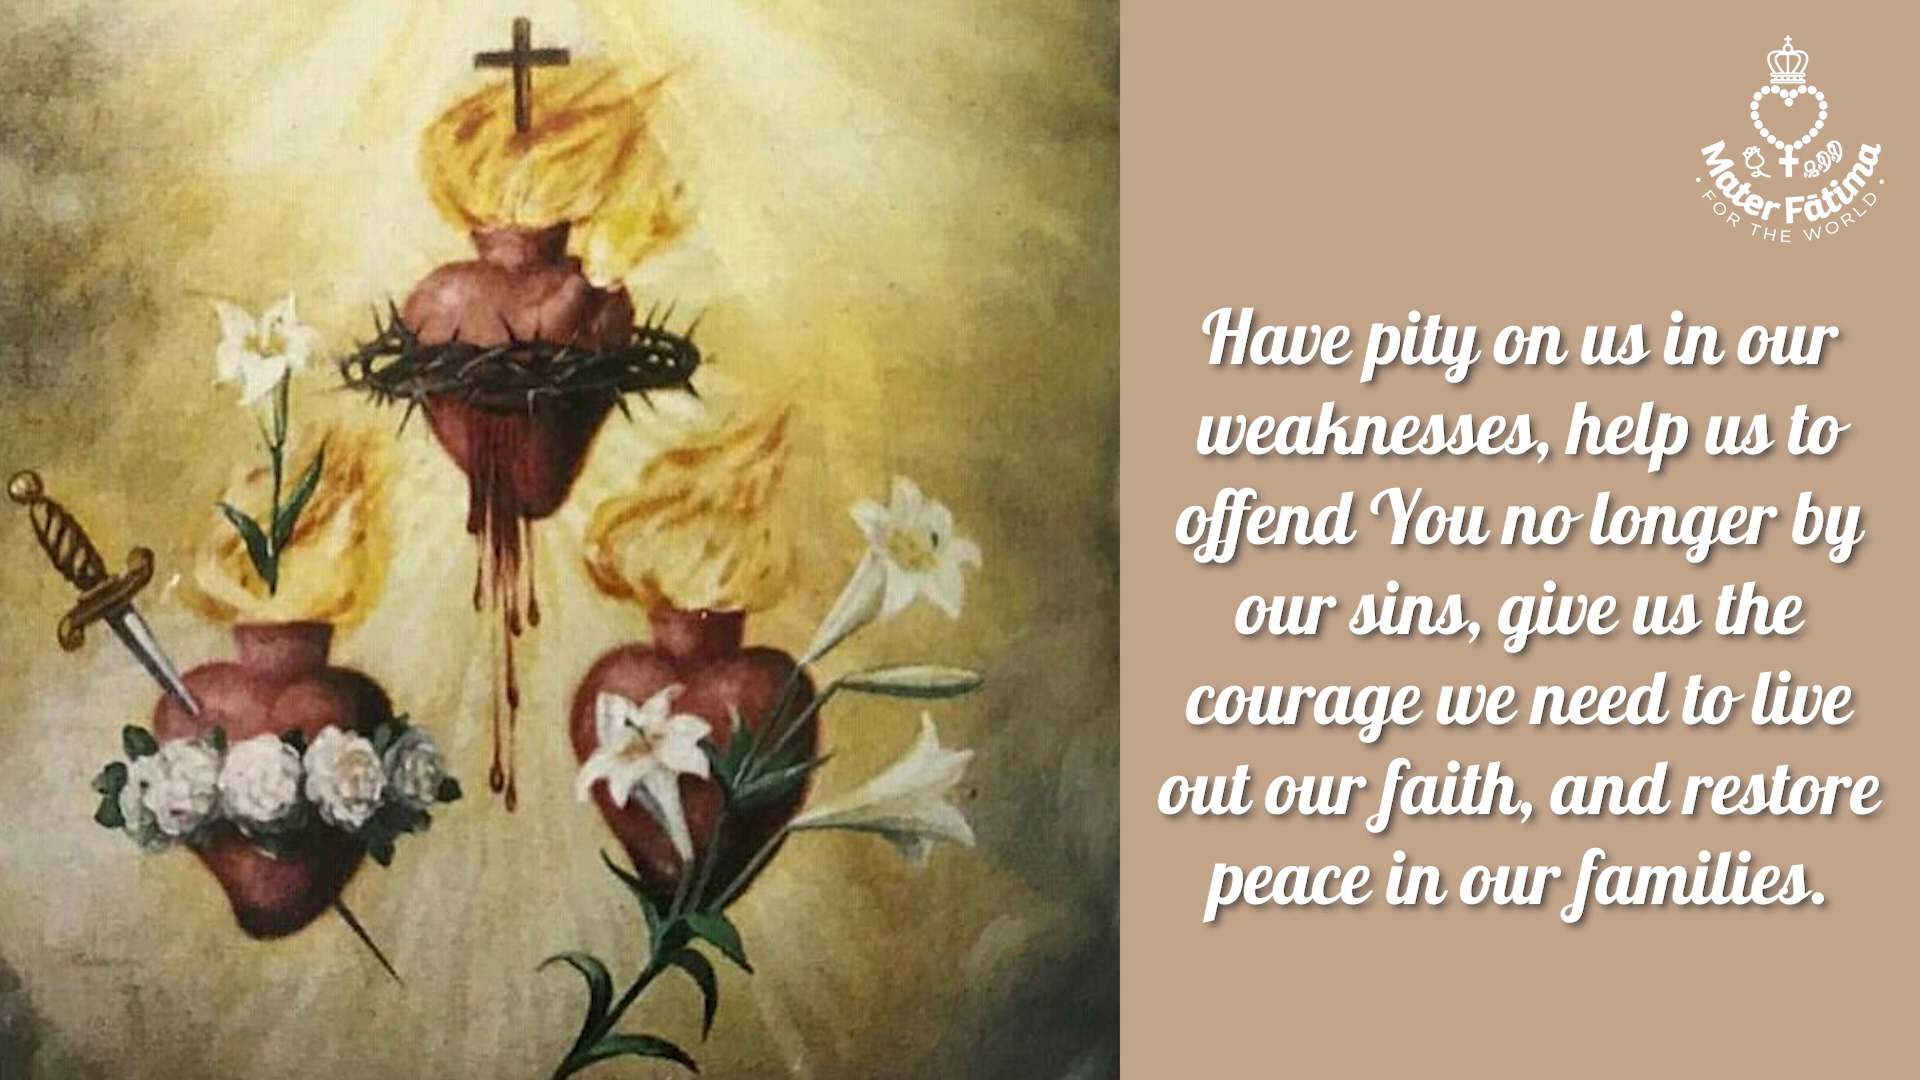 Mater Fātima
• FOR THE WORLD •
Have pity on us in our
weaknesses, help us to
offend You no longer by
our sins, give us the
courage we need to live
out our faith, and restore
peace in our families.